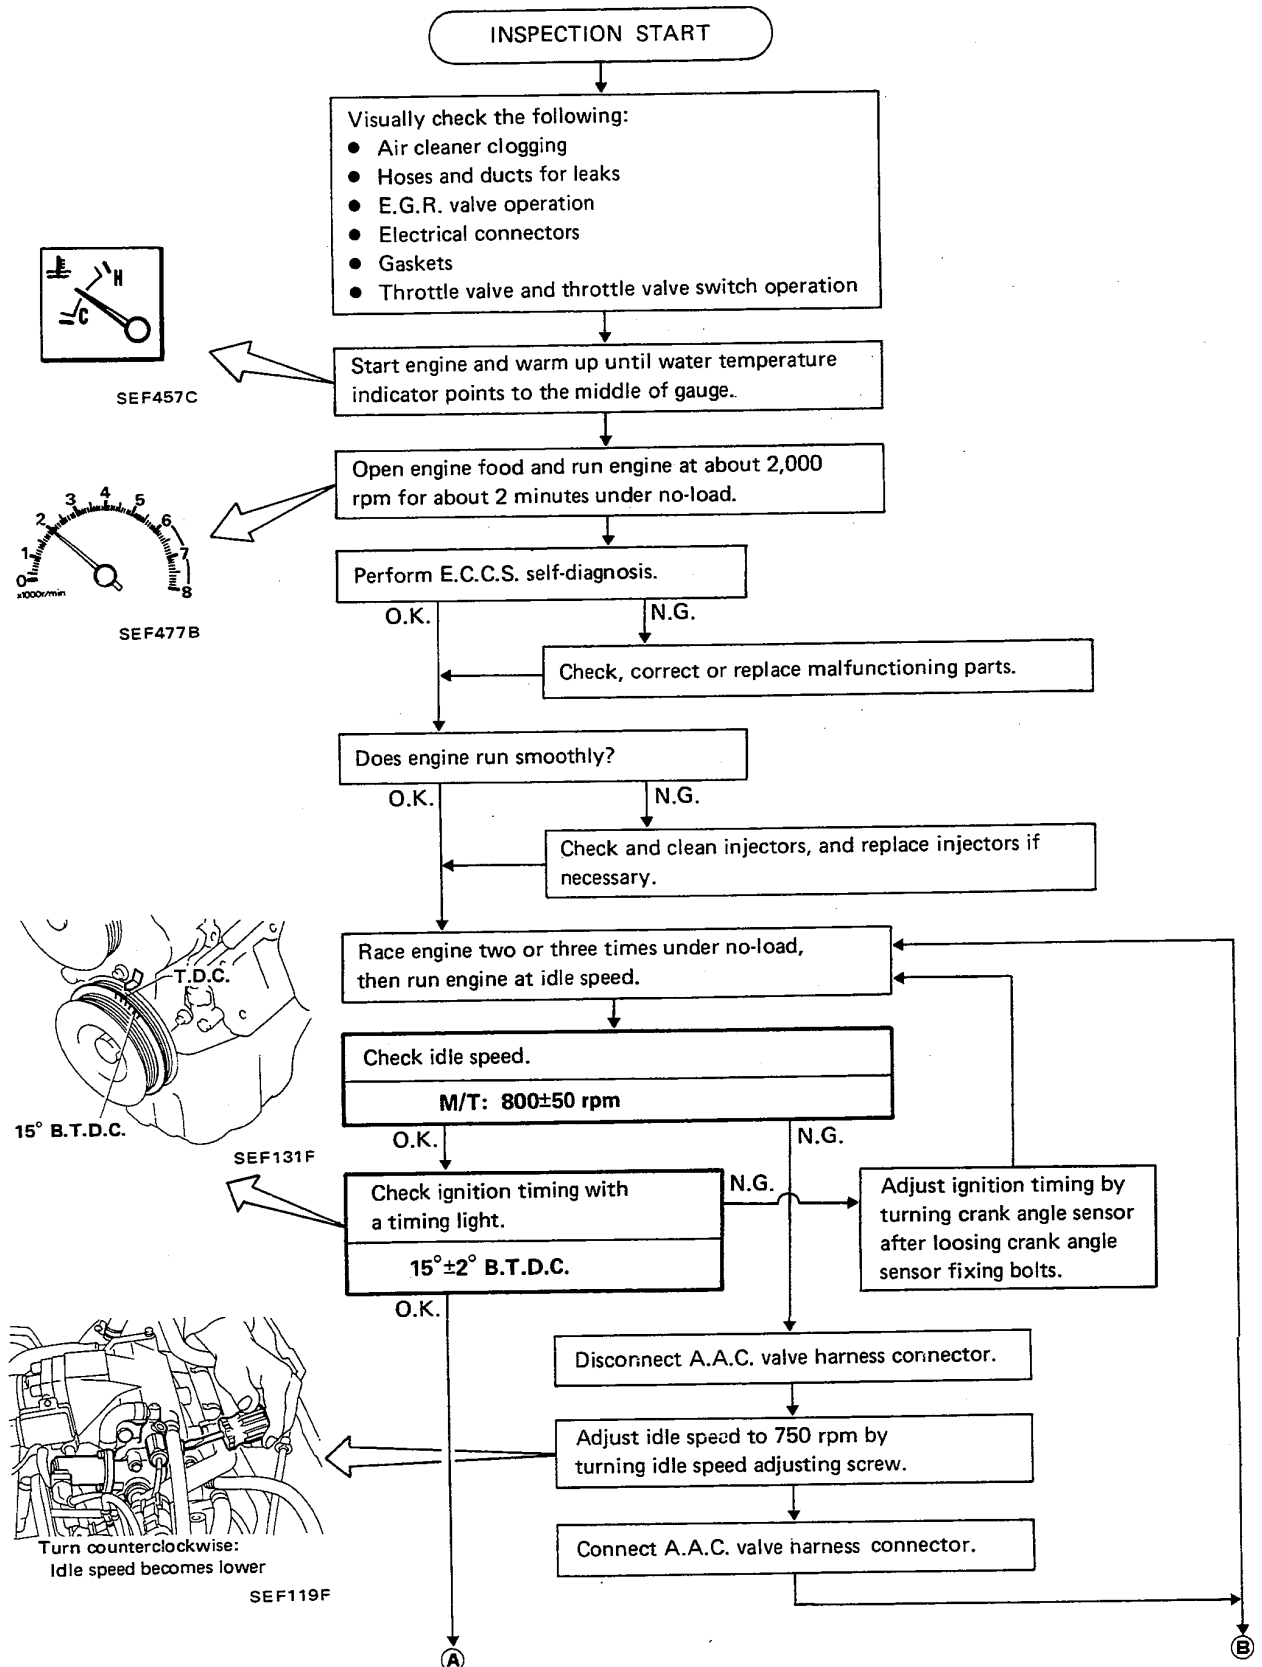 INSPECTION START
Visually check the following:
● Air cleaner clogging
● Hoses and ducts for leaks
● E.G.R. valve operation
● Electrical connectors
● Gaskets
● Throttle valve and throttle valve switch operation
H
C
SEF457C
Start engine and warm up until water temperature
indicator points to the middle of gauge.
Open engine food and run engine at about 2,000
rpm for about 2 minutes under no-load.
0 1 2 3 4 5 6 7 8
x1000r/min
SEF477B
Perform E.C.C.S. self-diagnosis.
O.K.
N.G.
Check, correct or replace malfunctioning parts.
Does engine run smoothly?
O.K.
N.G.
Check and clean injectors, and replace injectors if
necessary.
Race engine two or three times under no-load,
then run engine at idle speed.
T.D.C.
15° B.T.D.C.
SEF131F
Check idle speed.
M/T: 800±50 rpm
O.K.
N.G.
Check ignition timing with
a timing light.
15°±2° B.T.D.C.
N.G.
Adjust ignition timing by
turning crank angle sensor
after loosing crank angle
sensor fixing bolts.
O.K.
Disconnect A.A.C. valve harness connector.
Adjust idle speed to 750 rpm by
turning idle speed adjusting screw.
Connect A.A.C. valve harness connector.
Turn counterclockwise:
Idle speed becomes lower
SEF119F
A
B